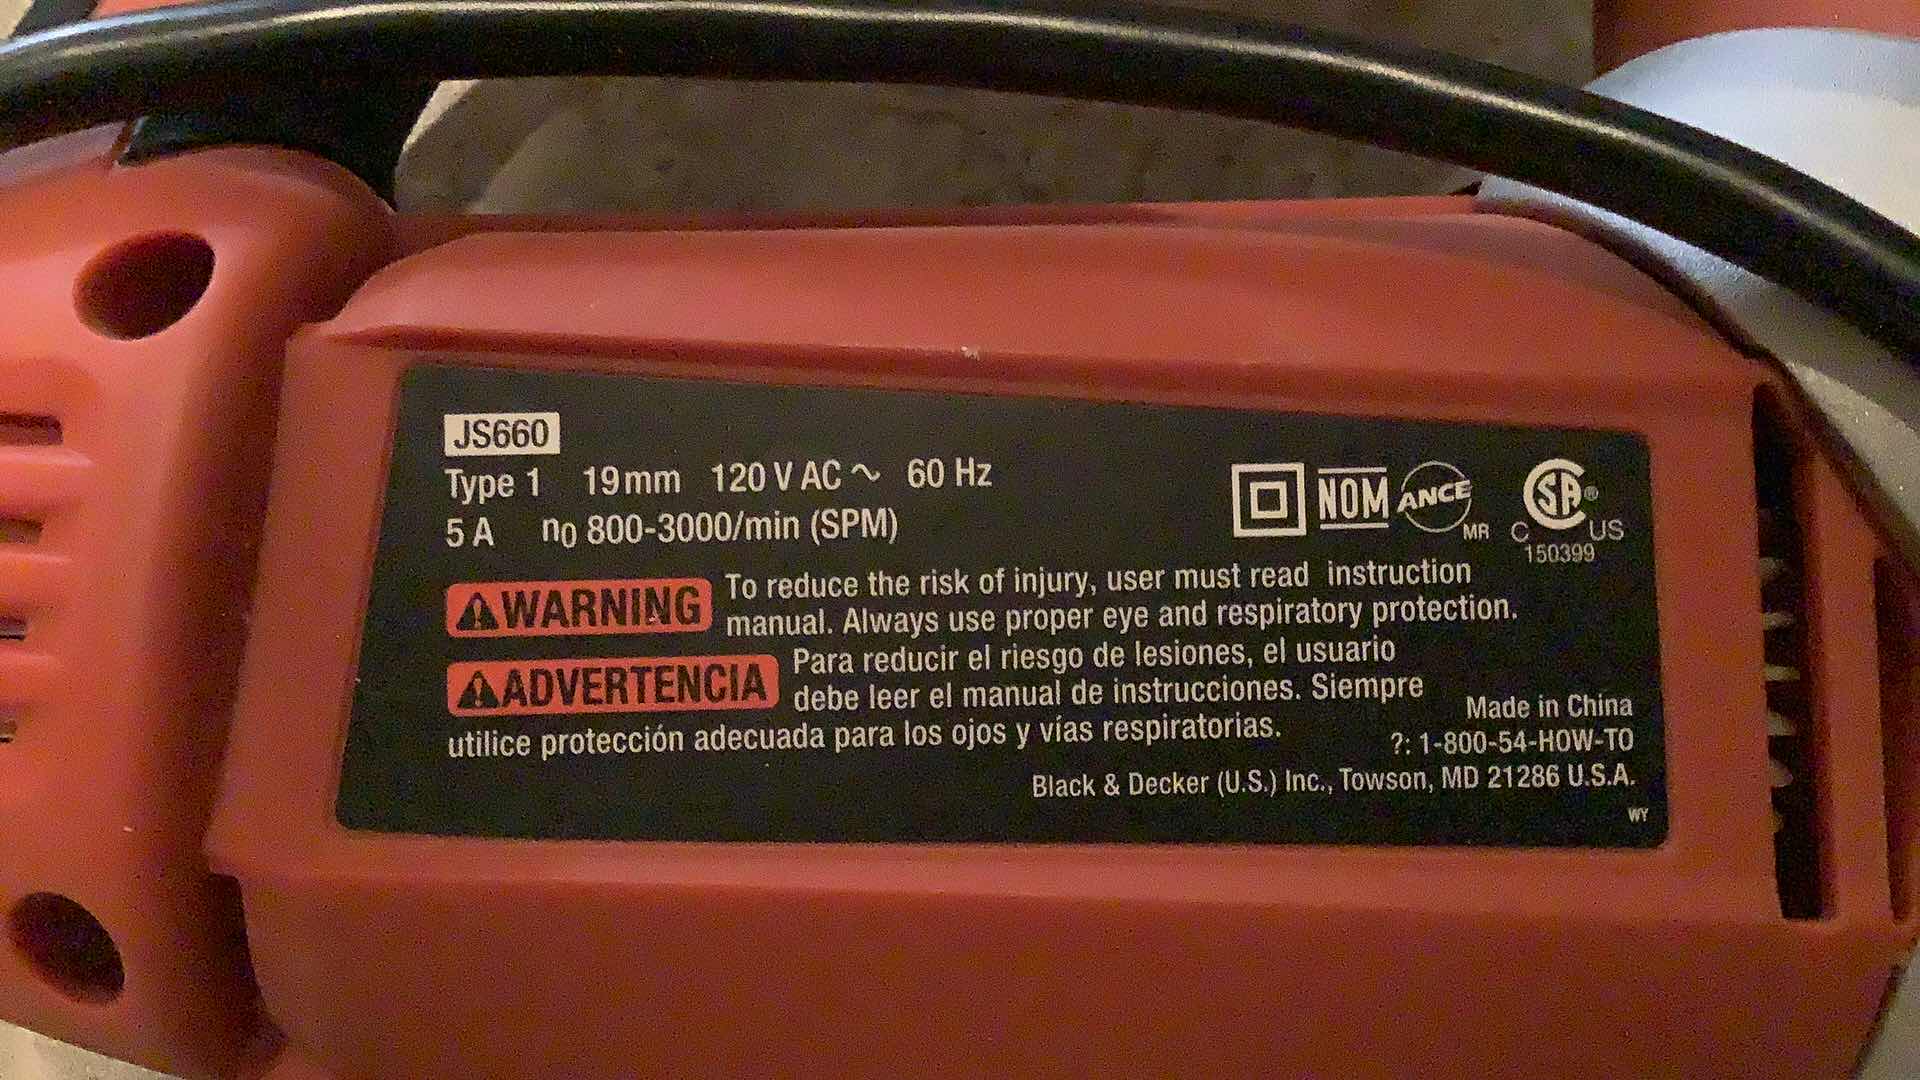 JS660
Type 1 19mm 120 V AC ~ 60 Hz
5 A n0 800-3000/min (SPM)
NOM ANCE MR
SA ® C US
150399
WARNING To reduce the risk of injury, user must read instruction
manual. Always use proper eye and respiratory protection.
ADVERTENCIA Para reducir el riesgo de lesiones, el usuario
debe leer el manual de instrucciones. Siempre
utilice protección adecuada para los ojos y vías respiratorias.
Made in China
?: 1-800-54-HOW-TO
Black & Decker (U.S.) Inc., Towson, MD 21286 U.S.A.
WY